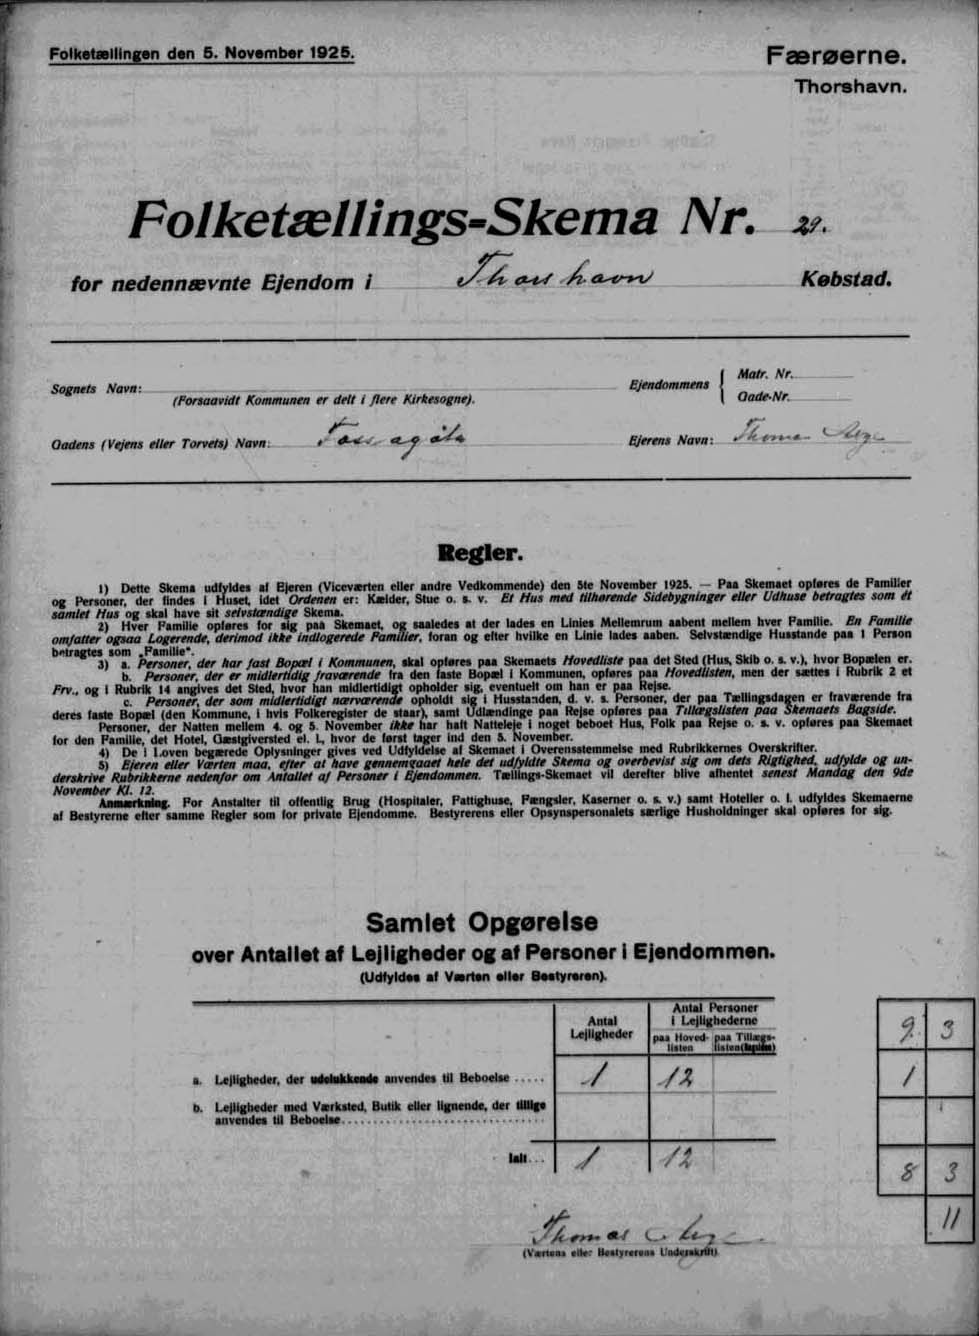 Folketællingen den 5. November 1925.
Færøerne.
Thorshavn.
Folketællings-Skema Nr. 29.
for nedennævnte Ejendom i Thorshavn Købstad.
Sognets Navn:
(Forsaavidt Kommunen er delt i flere Kirkesogne).
Ejendommens
Matr. Nr.
Gade-Nr.
Gadens (Vejens eller Torvets) Navn:
Ejerens Navn: Thomas
Regler.
1) Dette Skema udfyldes af Ejeren (Viceværten eller andre Vedkommende) den 5te November 1925. — Paa Skemaet opføres de Familier
og Personer, der findes i Huset, idet Ordenen er: Kælder, Stue o. s. v. Et Hus med tilhørende Sidebygninger eller Udhuse betragtes som ét
samlet Hus og skal have sit selvstændige Skema.
2) Hver Familie opføres for sig paa Skemaet, og saaledes at der lades en Linies Mellemrum aabent mellem hver Familie. En Familie
omfatter ogsaa Logerende, derimod ikke indlogerede Familier, foran og efter hvilke en Linie lades aaben. Selvstændige Husstande paa 1 Person
betragtes som „Familie“.
3) a. Personer, der har fast Bopæl i Kommunen, skal opføres paa Skemaets Hovedliste paa det Sted (Hus, Skib o. s. v.), hvor Bopælen er.
b. Personer, der er midlertidig fraværende fra den faste Bopæl i Kommunen, opføres paa Hovedlisten, men der sættes i Rubrik 2 et
Frv., og i Rubrik 14 angives det Sted, hvor han midlertidigt opholder sig, eventuelt om han er paa Rejse.
c. Personer, der som midlertidigt nærværende opholdt sig i Husstanden, d. v. s. Personer, der paa Tællingsdagen er fraværende fra
deres faste Bopæl (den Kommune, i hvis Folkeregister de staar), samt Udlændinge paa Rejse opføres paa Tillægslisten paa Skemaets Bagside.
Personer, der Natten mellem 4. og 5. November ikke har haft Natteleje i noget beboet Hus, Folk paa Rejse o. s. v. opføres paa Skemaet
for den Familie, det Hotel, Gæstgiversted el. l., hvor de først tager ind den 5. November.
4) De i Loven begærede Oplysninger gives ved Udfyldelse af Skemaet i Overensstemmelse med Rubrikkernes Overskrifter.
5) Ejeren eller Værten maa, efter at have gennemgaaet hele det udfyldte Skema og overbevist sig om dets Rigtighed, udfylde og un-
derskrive Rubrikkerne nedenfor om Antallet af Personer i Ejendommen. Tællings-Skemaet vil derefter blive afhentet senest Mandag den 9de
November Kl. 12.
Anmærkning. For Anstalter til offentlig Brug (Hospitaler, Fattighuse, Fængsler, Kaserner o. s. v.) samt Hoteller o. l. udfyldes Skemaerne
af Bestyrerne efter samme Regler som for private Ejendomme. Bestyrerens eller Opsynspersonalets særlige Husholdninger skal opføres for sig.
Samlet Opgørelse
over Antallet af Lejligheder og af Personer i Ejendommen.
(Udfyldes af Værten eller Bestyreren).
Antal Lejligheder
Antal Personer i Lejlighederne
paa Hoved-listen
paa Tillægs-listen
9. 3
a. Lejligheder, der udelukkende anvendes til Beboelse ..... 1 12
1
b. Lejligheder med Værksted, Butik eller lignende, der tillige
anvendes til Beboelse
Ialt... 1 12
8 3
11
Thomas
(Værtens eller Bestyrerens Underskrift)